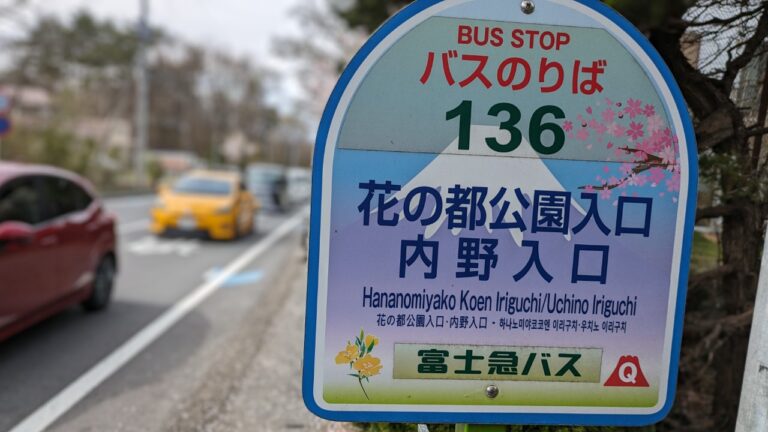 BUS STOP
バスのりば
136
花の都公園入口
内野入口
Hananomiyako Koen Iriguchi/Uchino Iriguchi
花の都公園入口·内野入口 - 하나노미야코코엔 이리구치·우치노 이리구치
富士急バス
Q